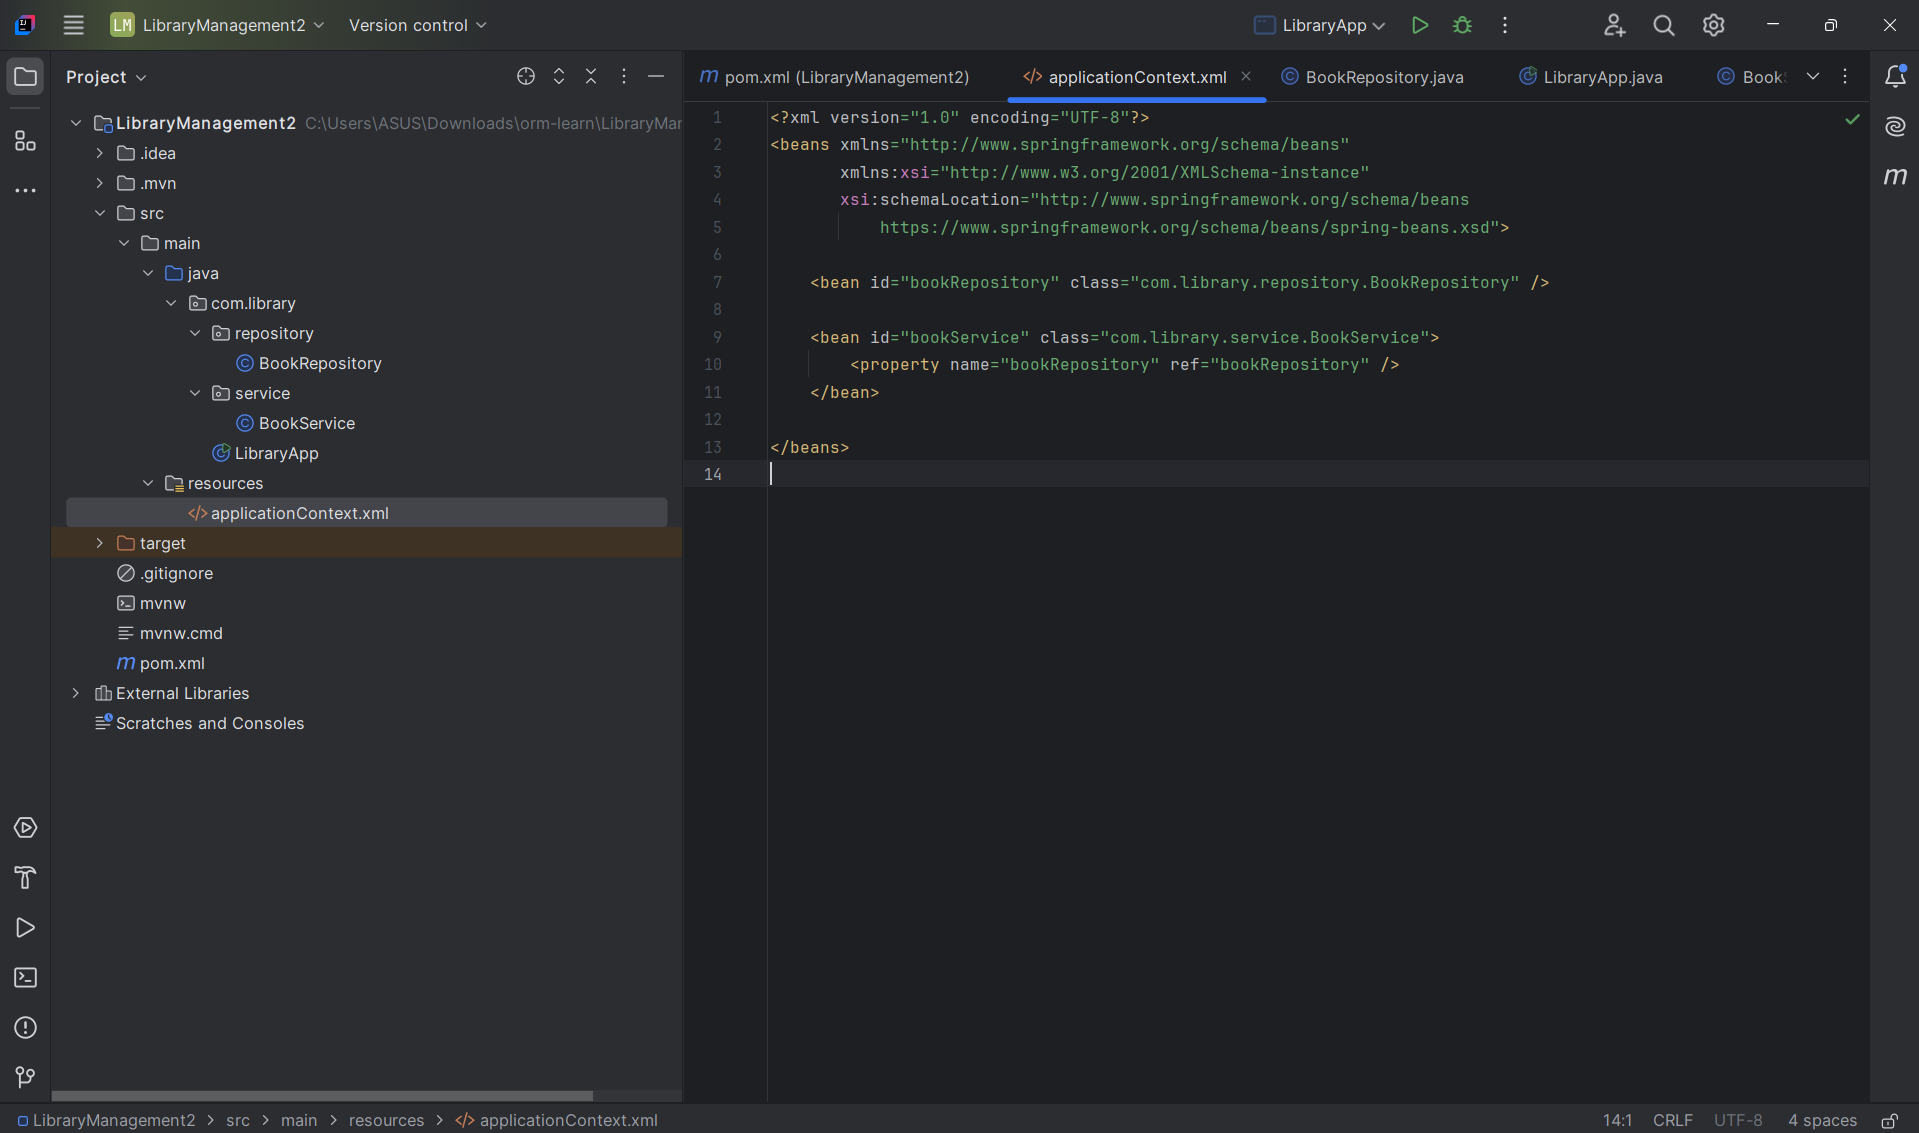 LM LibraryManagement2 Version control LibraryApp
Project
pom.xml (LibraryManagement2) applicationContext.xml BookRepository.java LibraryApp.java Book
LibraryManagement2 C:\Users\ASUS\Downloads\orm-learn\LibraryMar
.idea
.mvn
src
main
java
com.library
repository
BookRepository
service
BookService
LibraryApp
resources
applicationContext.xml
target
.gitignore
mvnw
mvnw.cmd
pom.xml
External Libraries
Scratches and Consoles
1 <?xml version="1.0" encoding="UTF-8"?>
2 <beans xmlns="http://www.springframework.org/schema/beans"
3 xmlns:xsi="http://www.w3.org/2001/XMLSchema-instance"
4 xsi:schemaLocation="http://www.springframework.org/schema/beans
5 https://www.springframework.org/schema/beans/spring-beans.xsd">
6
7 <bean id="bookRepository" class="com.library.repository.BookRepository" />
8
9 <bean id="bookService" class="com.library.service.BookService">
10 <property name="bookRepository" ref="bookRepository" />
11 </bean>
12
13 </beans>
14
LibraryManagement2 > src > main > resources > applicationContext.xml 14:1 CRLF UTF-8 4 spaces